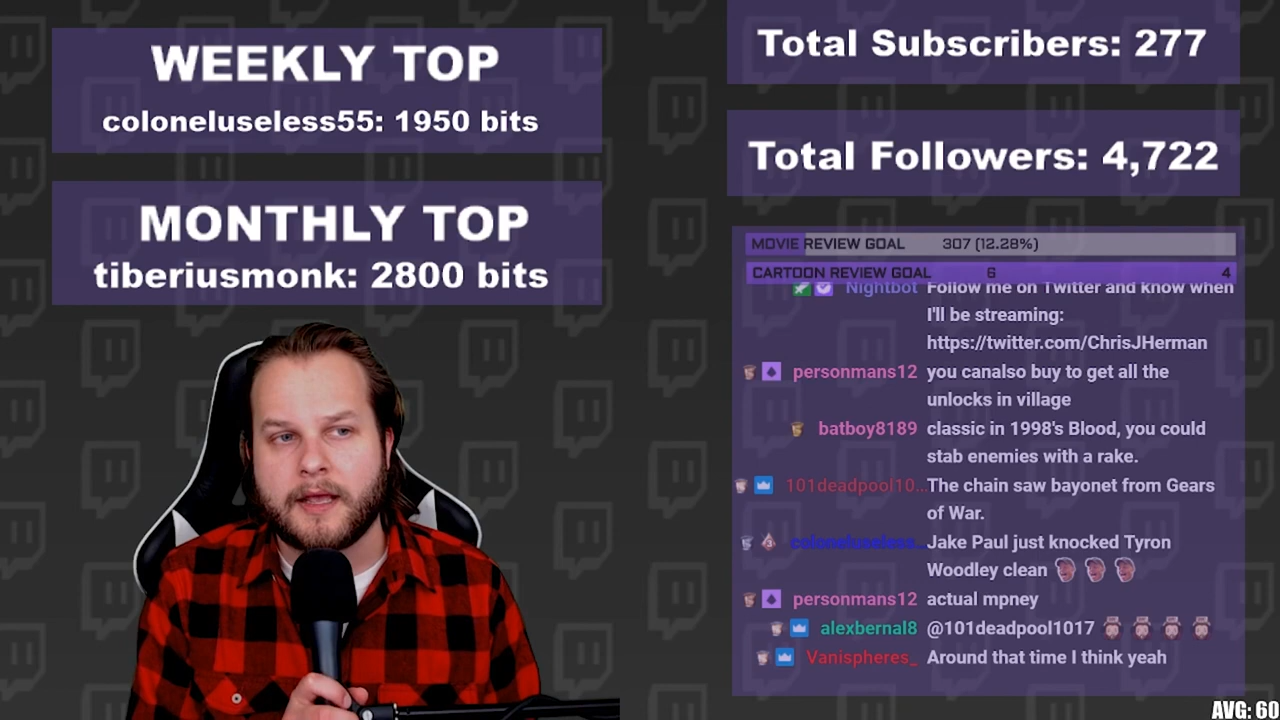 WEEKLY TOP
coloneluseless55: 1950 bits
MONTHLY TOP
tiberiusmonk: 2800 bits
Total Subscribers: 277
Total Followers: 4,722
MOVIE REVIEW GOAL 307 (12.28%)
CARTOON REVIEW GOAL 6 4
Nightbot Follow me on Twitter and know when
I'll be streaming:
https://twitter.com/ChrisJHerman
personmans12 you canalso buy to get all the
unlocks in village
batboy8189 classic in 1998's Blood, you could
stab enemies with a rake.
101deadpool10... The chain saw bayonet from Gears
of War.
coloneluseless... Jake Paul just knocked Tyron
Woodley clean
personmans12 actual mpney
alexbernal8 @101deadpool1017
Vanispheres_ Around that time I think yeah
AVG: 60